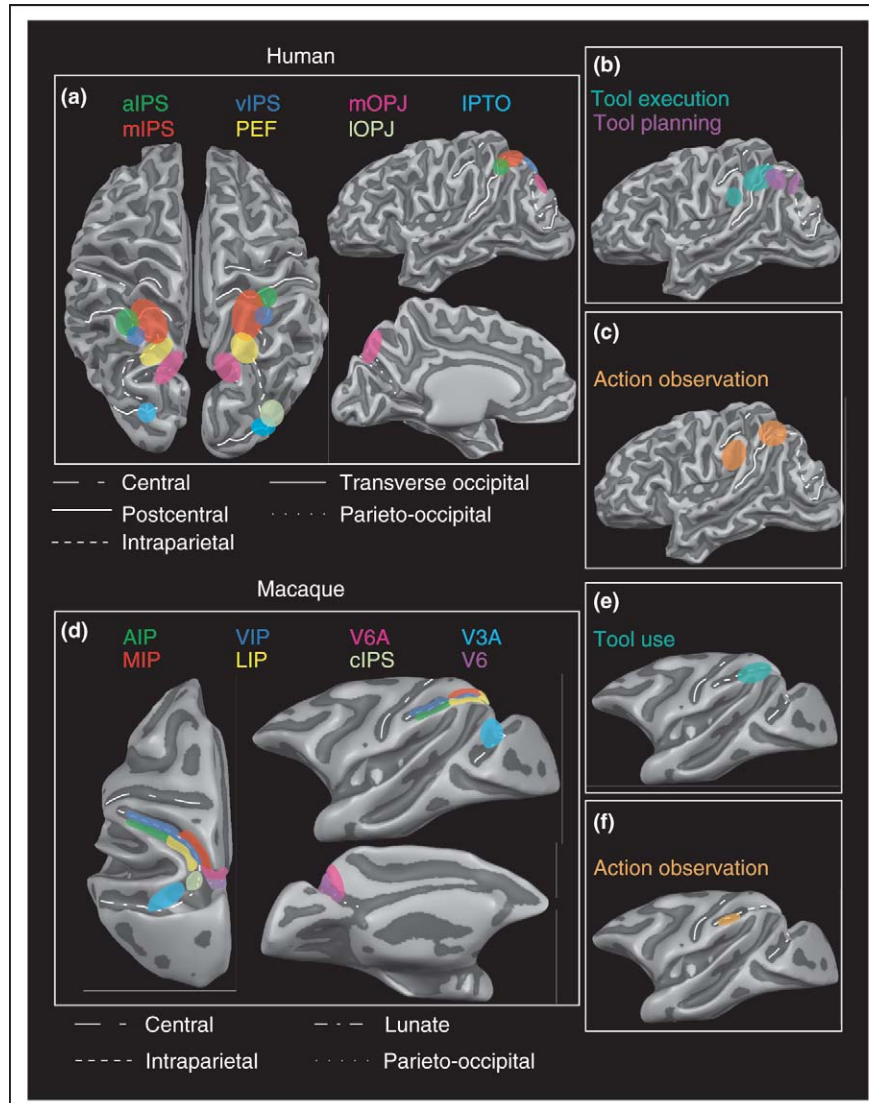 Human
(a)
aIPS vIPS mOPJ IPTO
mIPS PEF lOPJ
Central Transverse occipital
Postcentral Parieto-occipital
Intraparietal
(b)
Tool execution
Tool planning
(c)
Action observation
Macaque
(d)
AIP VIP V6A V3A
MIP LIP cIPS V6
Central Lunate
Intraparietal Parieto-occipital
(e)
Tool use
(f)
Action observation